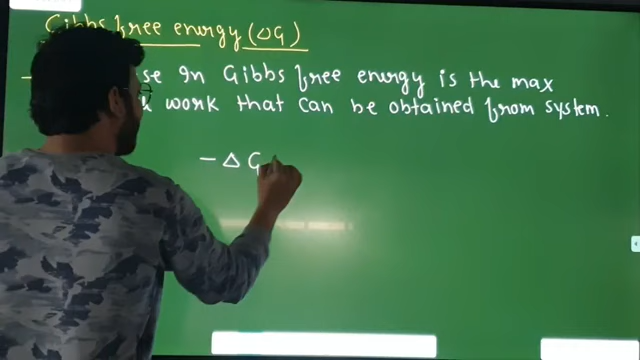 Gibbs free energy (ΔG)
se In Gibbs free energy is the max
work that can be obtained from system.
- Δ G